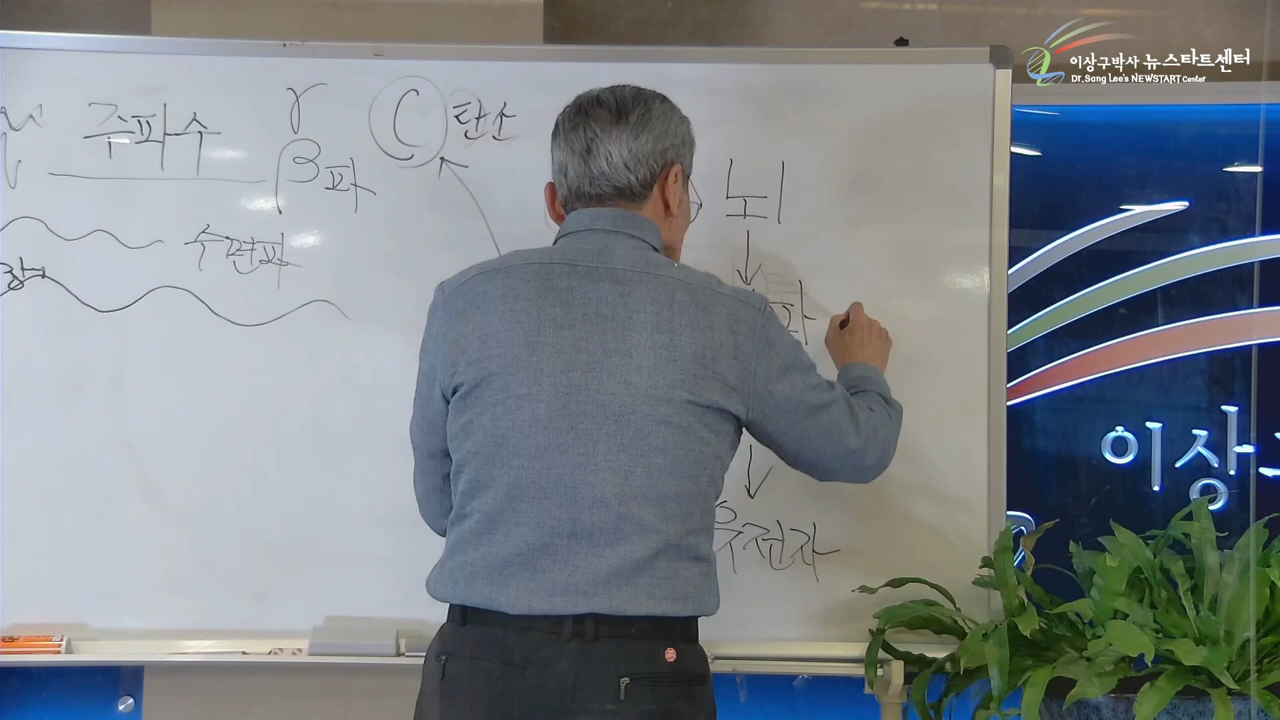 이상구박사 뉴스타트센터
Dr. Sang Lee's NEWSTART Center
주파수
γ
β파
C 탄소
수면파
뇌
유전자
이상